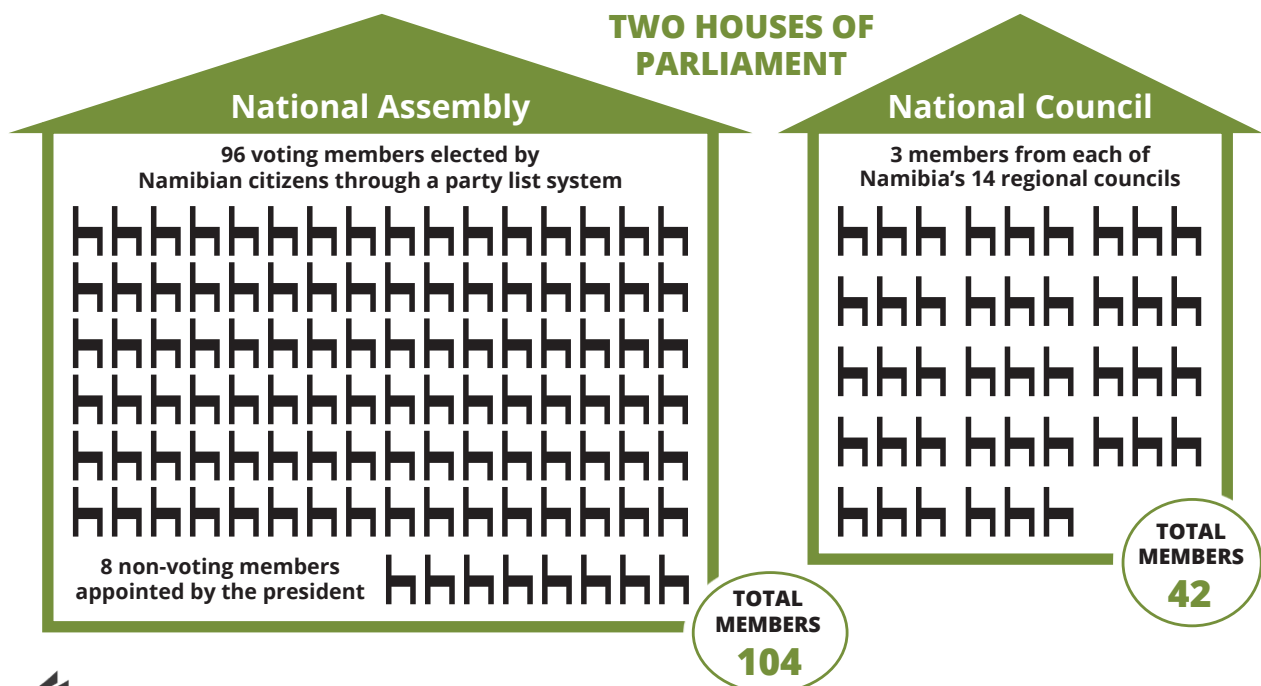 TWO HOUSES OF
PARLIAMENT
National Assembly
96 voting members elected by
Namibian citizens through a party list system
8 non-voting members
appointed by the president
TOTAL
MEMBERS
104
National Council
3 members from each of
Namibia’s 14 regional councils
TOTAL
MEMBERS
42